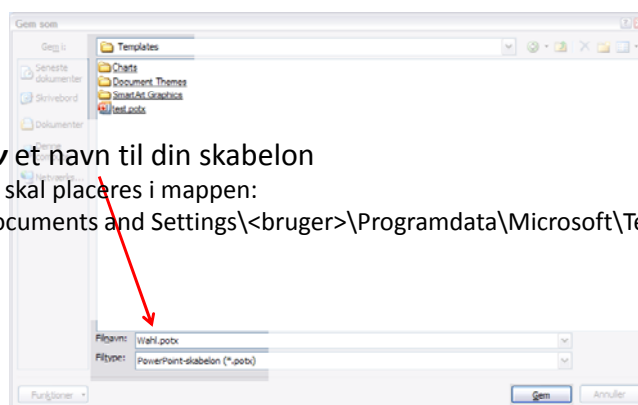 Gem som
Gem i:
Templates
Seneste
dokumenter
Skrivebord
Dokumenter
Denne
Netværks...
Charts
Document Themes
SmartArt Graphics
test.potx
v et navn til din skabelon
skal placeres i mappen:
ocuments and Settings\<bruger>\Programdata\Microsoft\Te
Filnavn:
Wahl.potx
Filtype:
PowerPoint-skabelon (*.potx)
Funktioner
Gem
Annuller